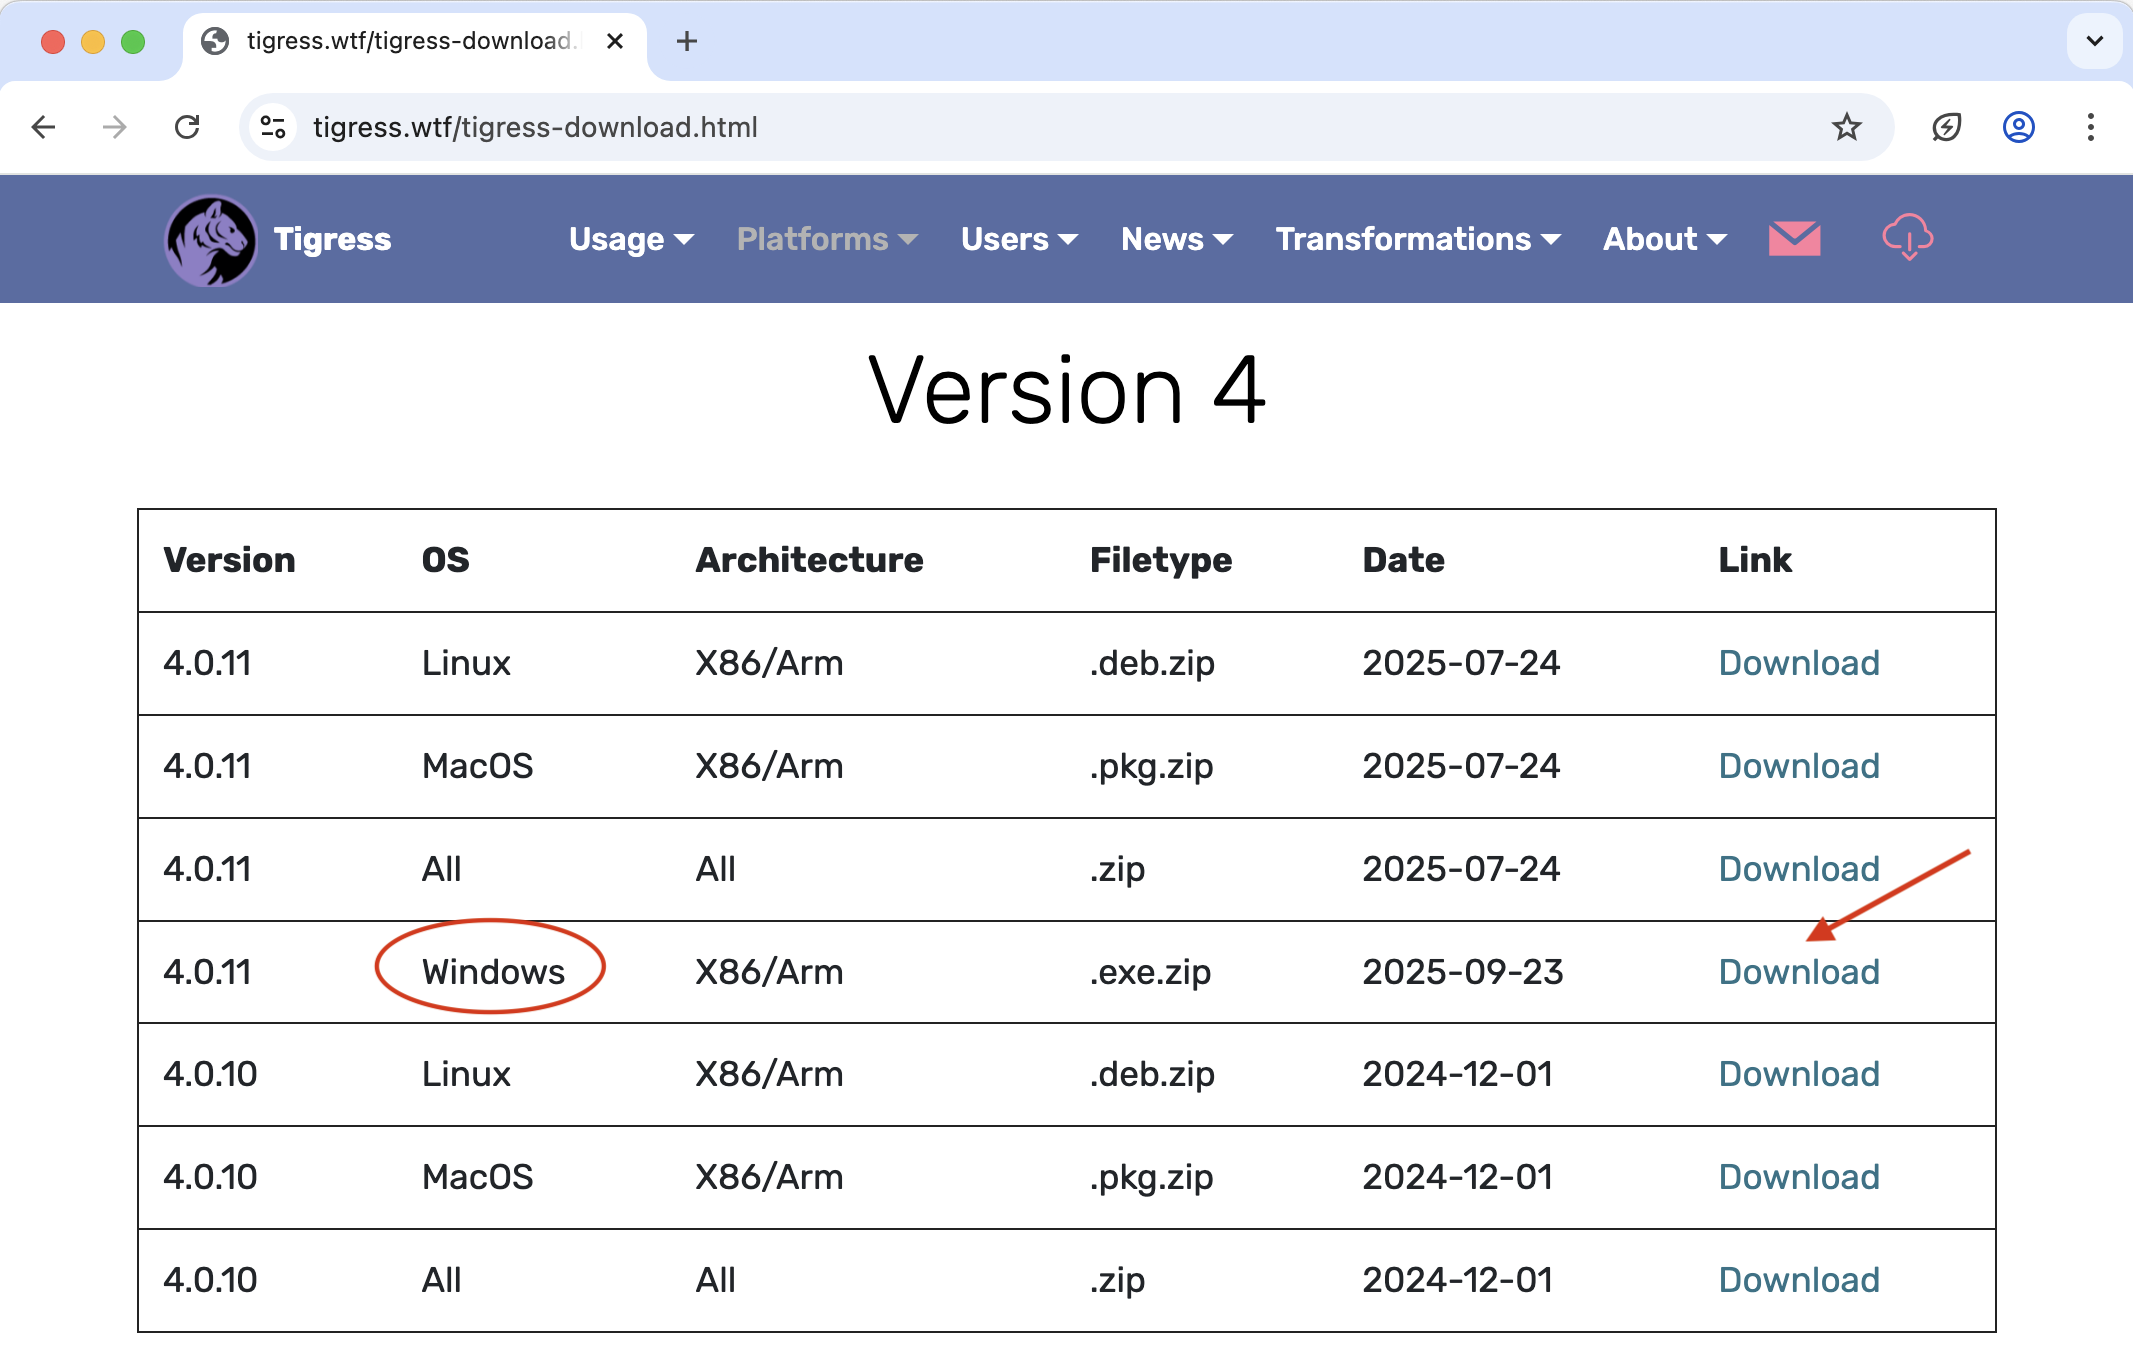 tigress.wtf/tigress-download.
tigress.wtf/tigress-download.html
Tigress Usage Platforms Users News Transformations About
Version 4
Version OS Architecture Filetype Date Link
4.0.11 Linux X86/Arm .deb.zip 2025-07-24 Download
4.0.11 MacOS X86/Arm .pkg.zip 2025-07-24 Download
4.0.11 All All .zip 2025-07-24 Download
4.0.11 Windows X86/Arm .exe.zip 2025-09-23 Download
4.0.10 Linux X86/Arm .deb.zip 2024-12-01 Download
4.0.10 MacOS X86/Arm .pkg.zip 2024-12-01 Download
4.0.10 All All .zip 2024-12-01 Download